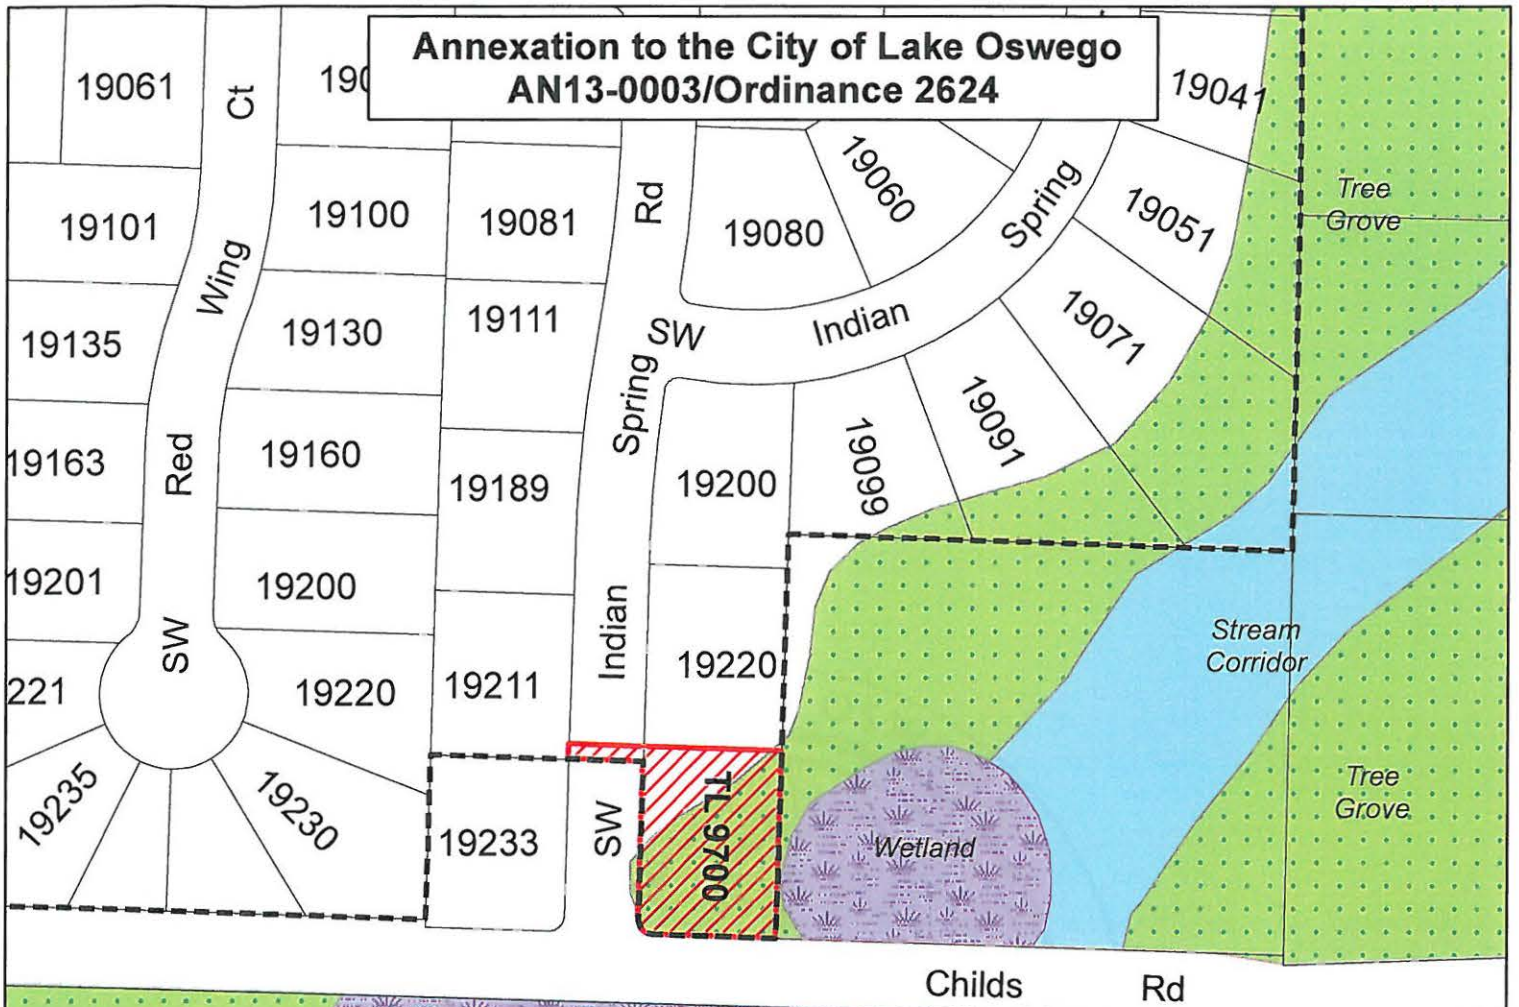 Annexation to the City of Lake Oswego
AN13-0003/Ordinance 2624
19061
Ct
190
19041
19101
Wing
19100
19081
Rd
19080
19060
Spring
19051
Tree
Grove
19135
19130
19111
SW
Indian
19071
19163
Red
19160
19189
Spring
19200
19099
19091
19201
SW
19200
Indian
19220
Stream
Corridor
221
19220
19211
19235
19230
19233
SW
TL 9700
Wetland
Tree
Grove
Childs Rd